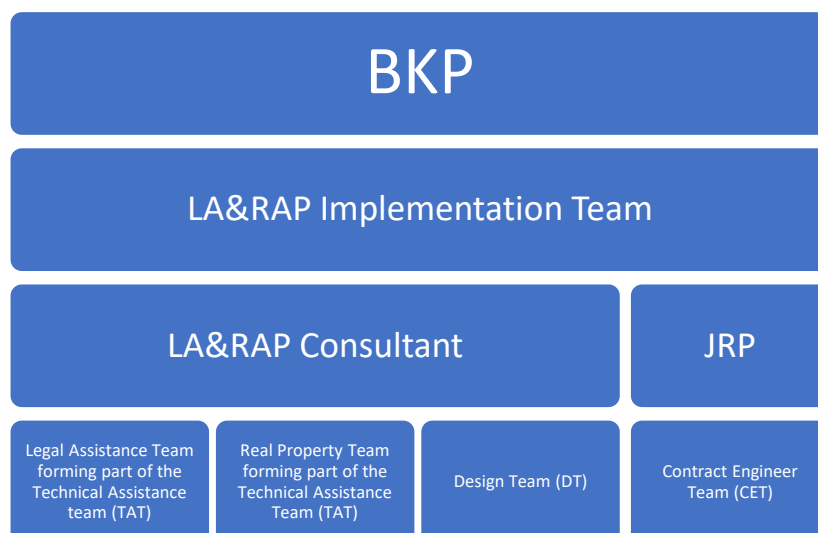 BKP
LA&RAP Implementation Team
LA&RAP Consultant
JRP
Legal Assistance Team
forming part of the
Technical Assistance
team (TAT)
Real Property Team
forming part of the
Technical Assistance
Team (TAT)
Design Team (DT)
Contract Engineer
Team (CET)